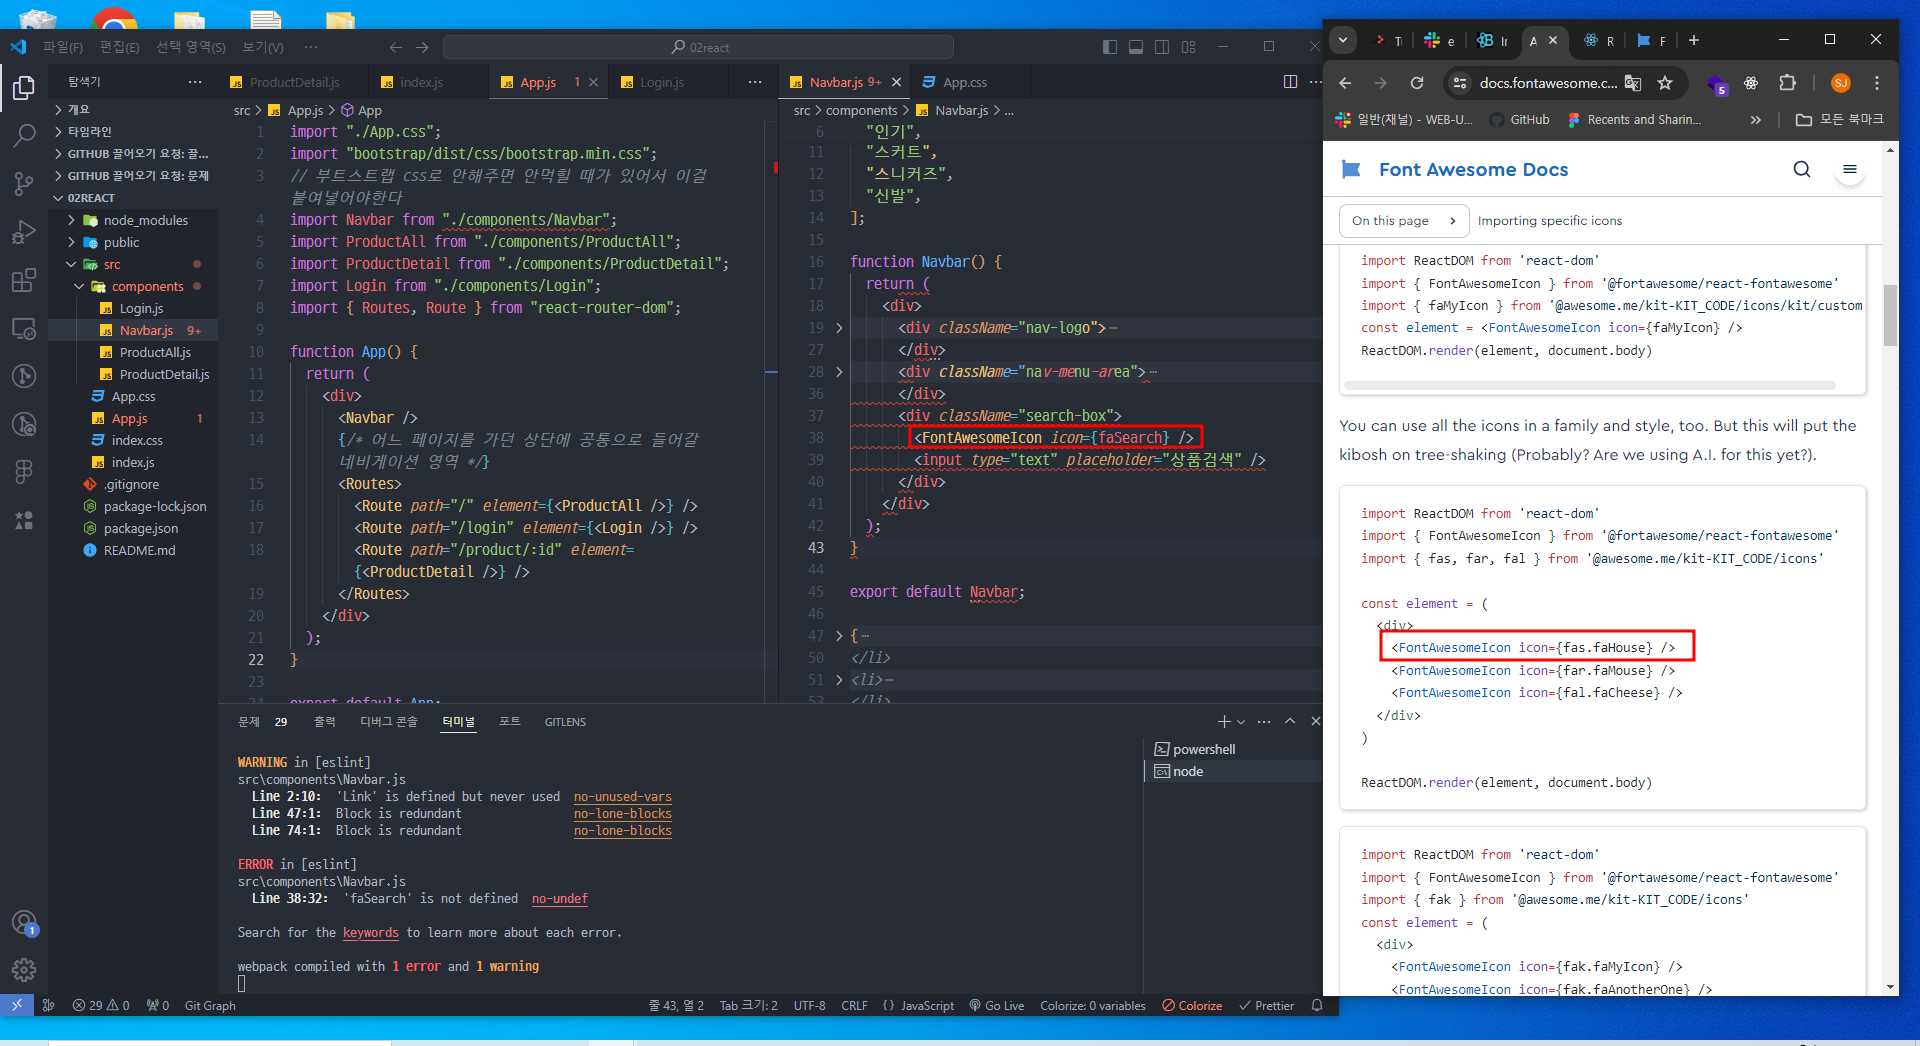 파일(F) 편집(E) 선택 영역(S) 보기(V) ···
02react
탐색기 ···
개요
타임라인
GITHUB 끌어오기 요청: 끌...
GITHUB 끌어오기 요청: 문제
02REACT
node_modules
public
src
components
Login.js
Navbar.js 9+
ProductAll.js
ProductDetail.js
App.css
App.js 1
index.css
index.js
.gitignore
package-lock.json
package.json
README.md
ProductDetail.js index.js App.js 1 Login.js ···
src > App.js > App
1 import "./App.css";
2 import "bootstrap/dist/css/bootstrap.min.css";
3 // 부트스트랩 css로 안해주면 안먹힐 때가 있어서 이걸
붙여넣어야한다
4 import Navbar from "./components/Navbar";
5 import ProductAll from "./components/ProductAll";
6 import ProductDetail from "./components/ProductDetail";
7 import Login from "./components/Login";
8 import { Routes, Route } from "react-router-dom";
9
10 function App() {
11 return (
12 <div>
13 <Navbar />
14 {/* 어느 페이지를 가던 상단에 공통으로 들어갈
네비게이션 영역 */}
15 <Routes>
16 <Route path="/" element={<ProductAll />} />
17 <Route path="/login" element={<Login />} />
18 <Route path="/product/:id" element=
{<ProductDetail />} />
19 </Routes>
20 </div>
21 );
22 }
23
24 export default App;
Navbar.js 9+ App.css ···
src > components > Navbar.js > ...
6 "인기",
11 "스커트",
12 "스니커즈",
13 "신발",
14 ];
15
16 function Navbar() {
17 return (
18 <div>
19 <div className="nav-logo">···
27 </div>
28 <div className="nav-menu-area">···
36 </div>
37 <div className="search-box">
38 <FontAwesomeIcon icon={faSearch} />
39 <input type="text" placeholder="상품검색" />
40 </div>
41 </div>
42 );
43 }
44
45 export default Navbar;
46
47 {···
50 </li>
51 <li>···
53 </li>
문제 29 출력 디버그 콘솔 터미널 포트 GITLENS
WARNING in [eslint]
src\components\Navbar.js
Line 2:10: 'Link' is defined but never used no-unused-vars
Line 47:1: Block is redundant no-lone-blocks
Line 74:1: Block is redundant no-lone-blocks
ERROR in [eslint]
src\components\Navbar.js
Line 38:32: 'faSearch' is not defined no-undef
Search for the keywords to learn more about each error.
webpack compiled with 1 error and 1 warning
powershell
node
1
29 0 0 Git Graph
줄 43, 열 2 Tab 크기: 2 UTF-8 CRLF {} JavaScript Go Live Colorize: 0 variables Colorize Prettier
T e Ir A R F
docs.fontawesome.c... 5 SJ
일반(채널) - WEB-U... GitHub Recents and Sharin... » 모든 북마크
Font Awesome Docs
On this page > Importing specific icons
import ReactDOM from 'react-dom'
import { FontAwesomeIcon } from '@fortawesome/react-fontawesome'
import { faMyIcon } from '@awesome.me/kit-KIT_CODE/icons/kit/custom
const element = <FontAwesomeIcon icon={faMyIcon} />
ReactDOM.render(element, document.body)
You can use all the icons in a family and style, too. But this will put the
kibosh on tree-shaking (Probably? Are we using A.I. for this yet?).
import ReactDOM from 'react-dom'
import { FontAwesomeIcon } from '@fortawesome/react-fontawesome'
import { fas, far, fal } from '@awesome.me/kit-KIT_CODE/icons'
const element = (
<div>
<FontAwesomeIcon icon={fas.faHouse} />
<FontAwesomeIcon icon={far.faMouse} />
<FontAwesomeIcon icon={fal.faCheese} />
</div>
)
ReactDOM.render(element, document.body)
import ReactDOM from 'react-dom'
import { FontAwesomeIcon } from '@fortawesome/react-fontawesome'
import { fak } from '@awesome.me/kit-KIT_CODE/icons'
const element = (
<div>
<FontAwesomeIcon icon={fak.faMyIcon} />
<FontAwesomeIcon icon={fak.faAnotherOne} />